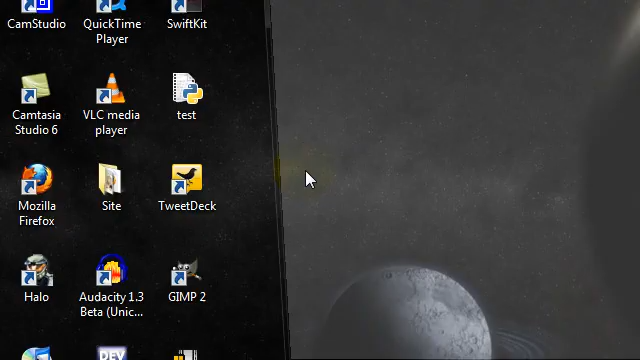 CamStudio
QuickTime Player
SwiftKit
Camtasia Studio 6
VLC media player
test
Mozilla Firefox
Site
TweetDeck
Halo
Audacity 1.3 Beta (Unic...
GIMP 2
DEV